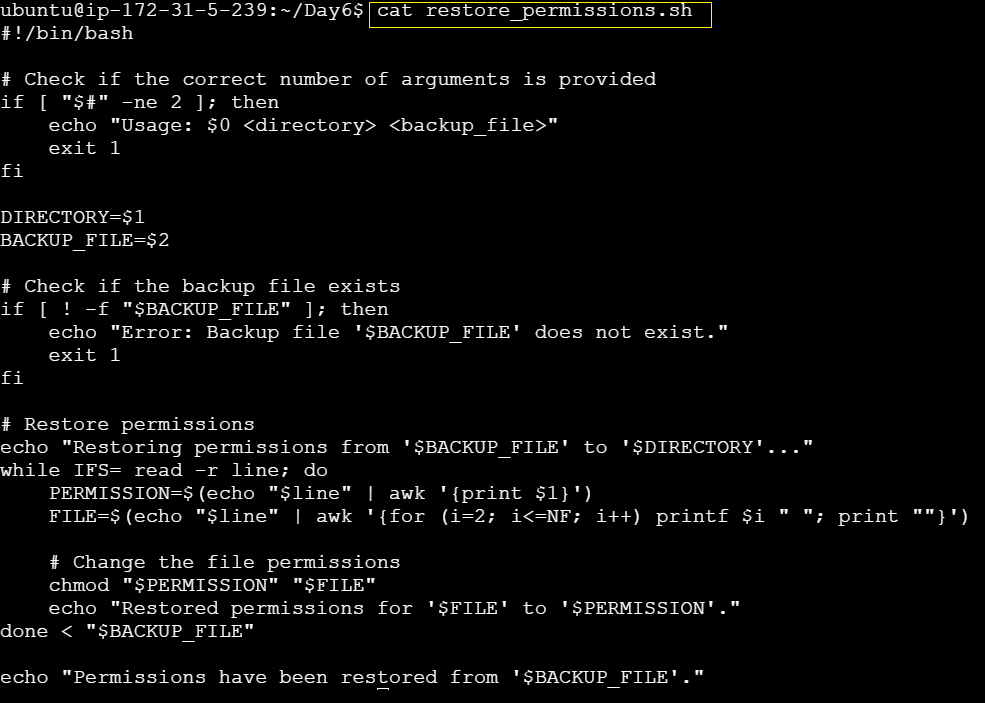 ubuntu@ip-172-31-5-239:~/Day6$ cat restore_permissions.sh
#!/bin/bash

# Check if the correct number of arguments is provided
if [ "$#" -ne 2 ]; then
    echo "Usage: $0 <directory> <backup_file>"
    exit 1
fi

DIRECTORY=$1
BACKUP_FILE=$2

# Check if the backup file exists
if [ ! -f "$BACKUP_FILE" ]; then
    echo "Error: Backup file '$BACKUP_FILE' does not exist."
    exit 1
fi

# Restore permissions
echo "Restoring permissions from '$BACKUP_FILE' to '$DIRECTORY'..."
while IFS= read -r line; do
    PERMISSION=$(echo "$line" | awk '{print $1}')
    FILE=$(echo "$line" | awk '{for (i=2; i<=NF; i++) printf $i " "; print ""}')

    # Change the file permissions
    chmod "$PERMISSION" "$FILE"
    echo "Restored permissions for '$FILE' to '$PERMISSION'."
done < "$BACKUP_FILE"

echo "Permissions have been restored from '$BACKUP_FILE'."